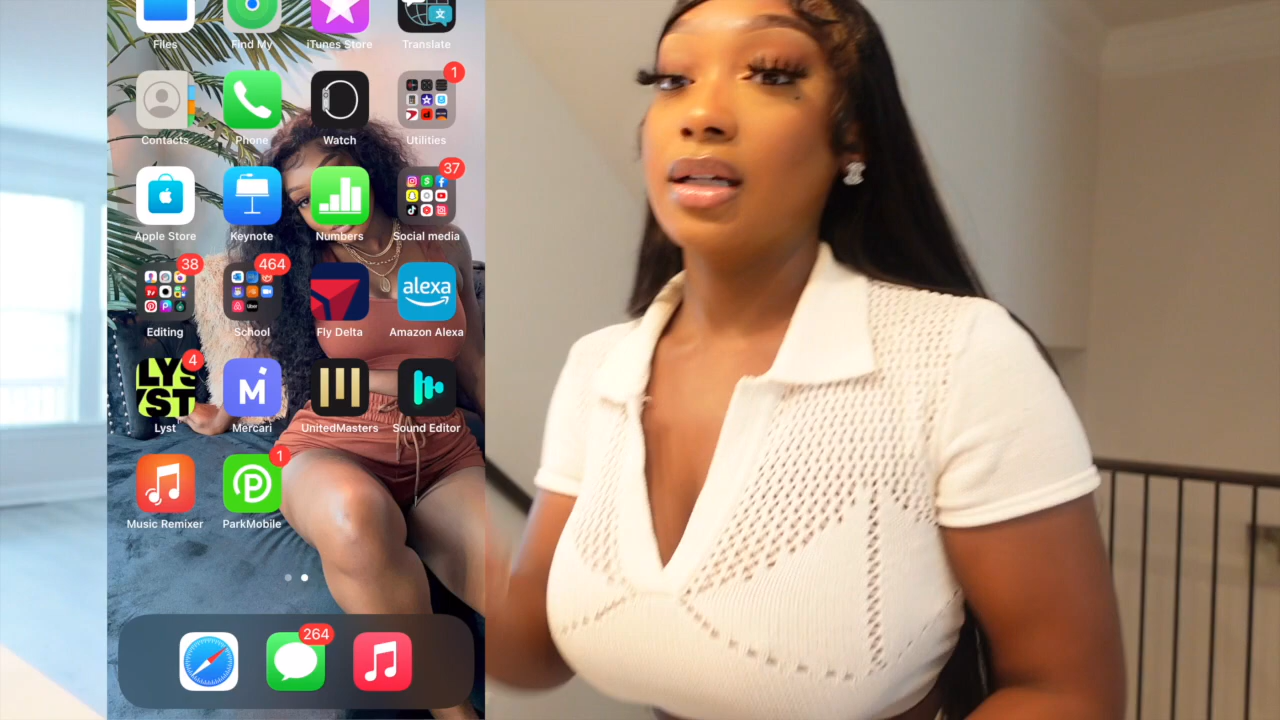 Files Find My iTunes Store Translate
1
Contacts Phone Watch Utilities
37
Apple Store Keynote Numbers Social media
38 464
alexa
Editing School Fly Delta Amazon Alexa
4
LYS
ST
M
Lyst Mercari UnitedMasters Sound Editor
1
P
Music Remixer ParkMobile
264